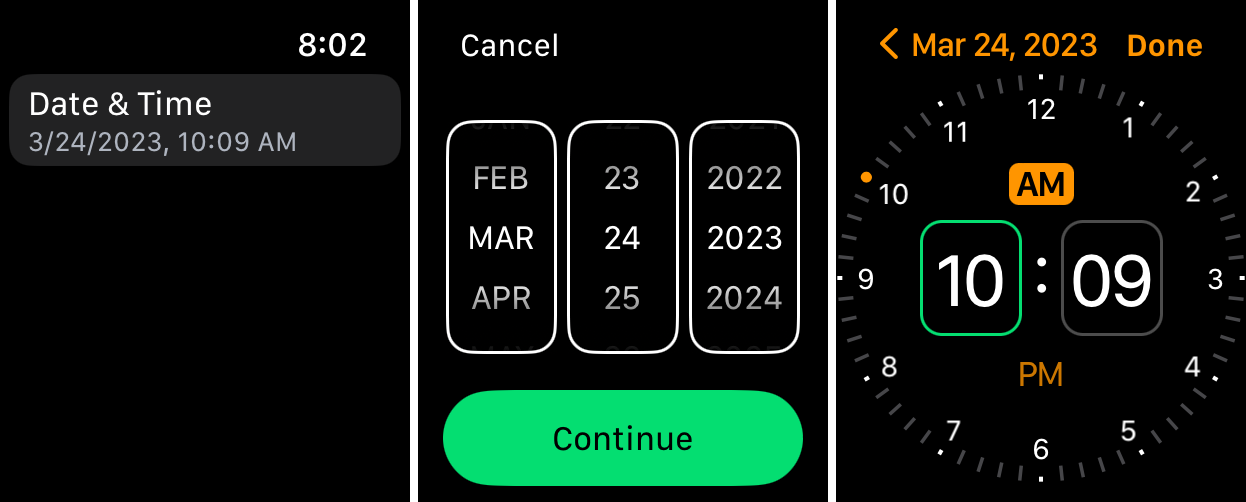 8:02
Date & Time
3/24/2023, 10:09 AM
Cancel
FEB 23 2022
MAR 24 2023
APR 25 2024
Continue
Mar 24, 2023 Done
12
11 1
10 AM 2
9 10:09 3
8 PM 4
7 5
6